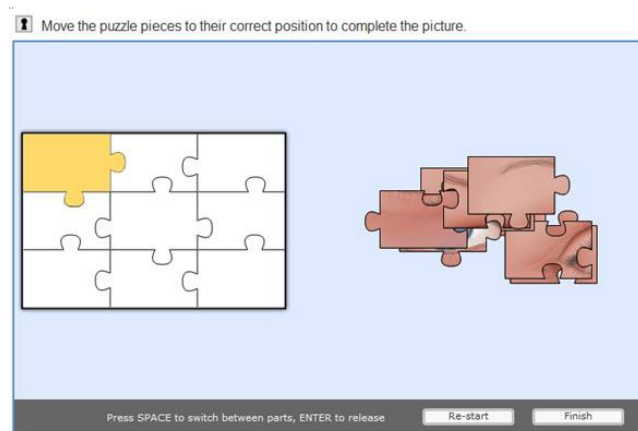 Move the puzzle pieces to their correct position to complete the picture.
Press SPACE to switch between parts, ENTER to release
Re-start
Finish